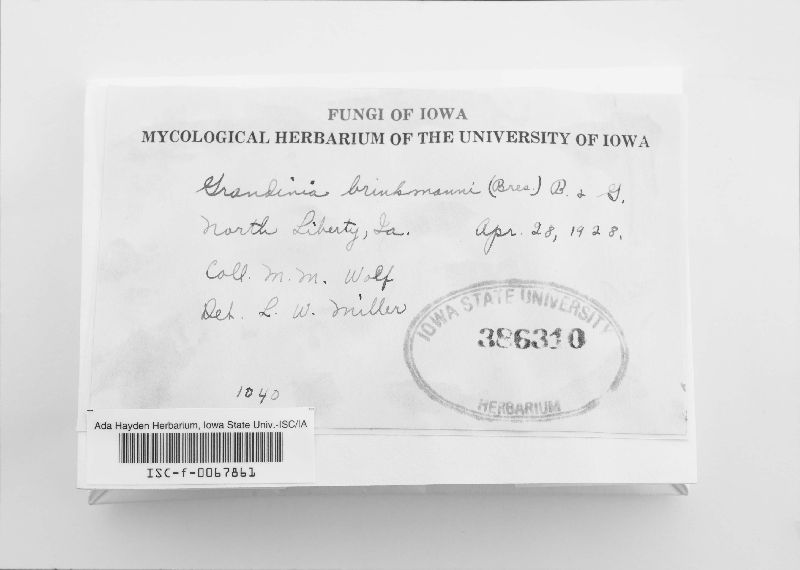 FUNGI OF IOWA
MYCOLOGICAL HERBARIUM OF THE UNIVERSITY OF IOWA
Grandinia brinkmanni (Bres.) B. & G.
North Liberty, Ia. Apr. 28, 1928.
Coll. M. M. Wolf
Det. L. W. Miller
IOWA STATE UNIVERSITY
386310
HERBARIUM
1040
Ada Hayden Herbarium, Iowa State Univ.-ISC/IA
ISC-f-0067861